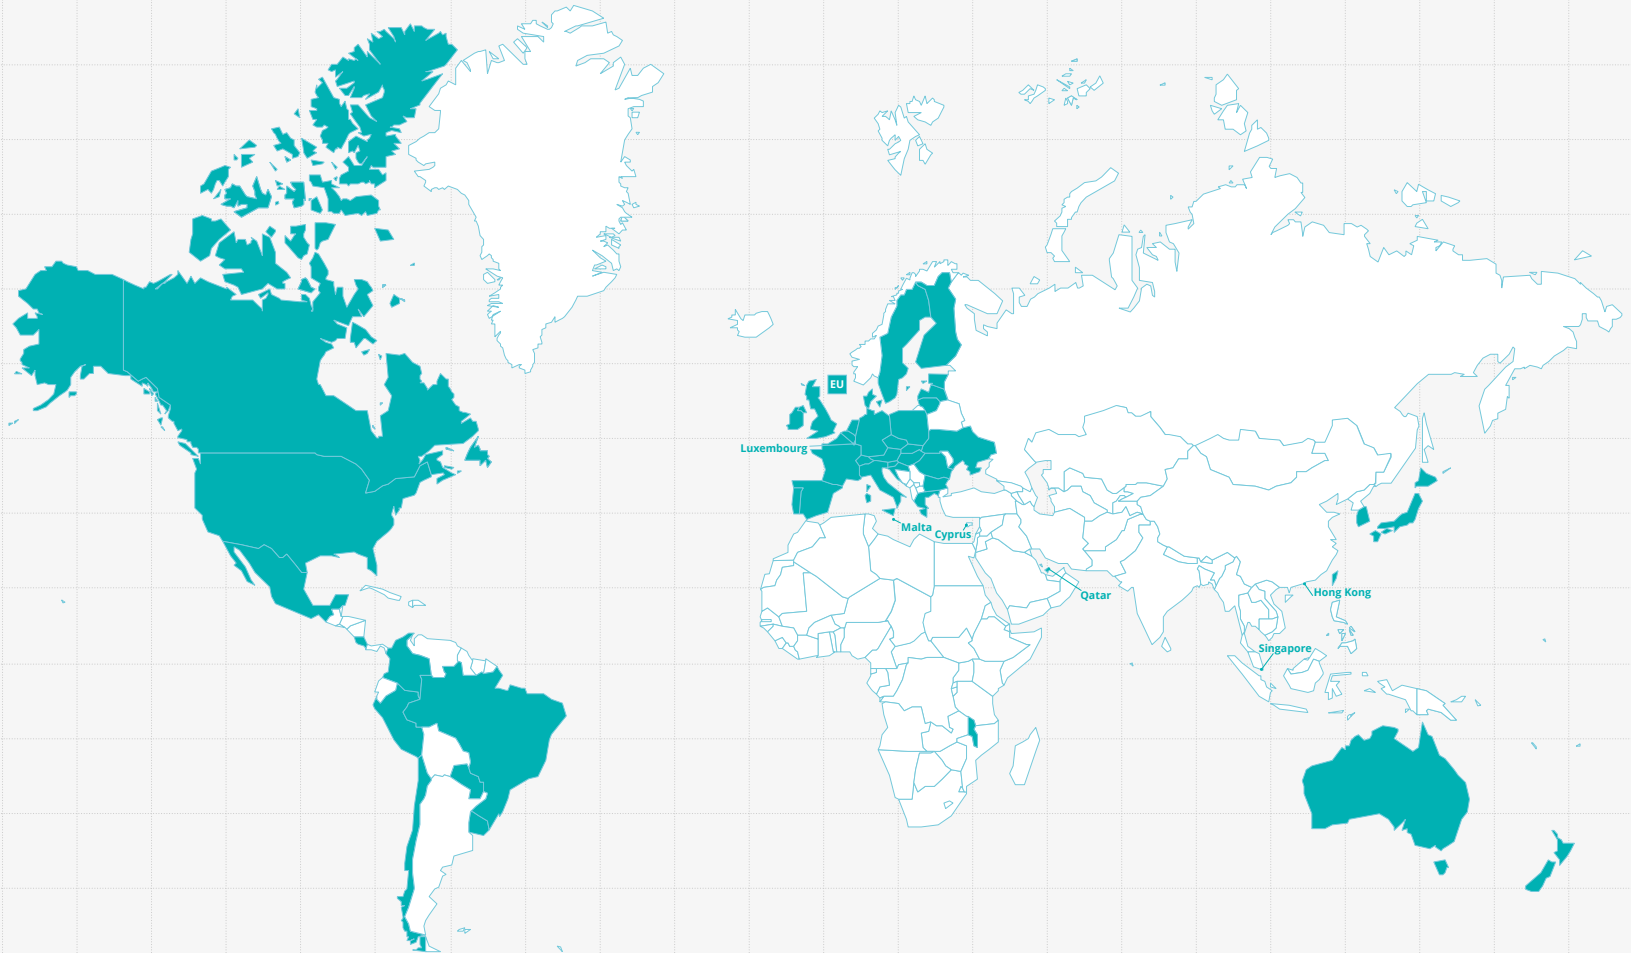 EU
Luxembourg
Malta
Cyprus
Qatar
Hong Kong
Singapore